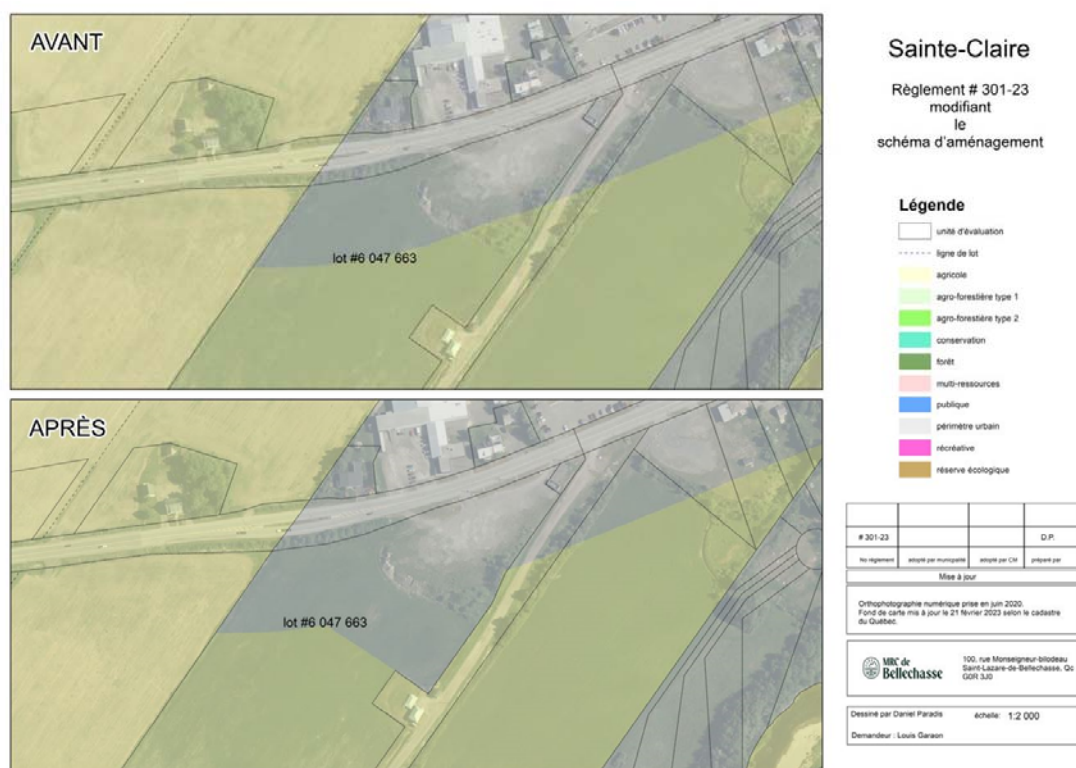 AVANT
lot #6 047 663
APRÈS
lot #6 047 663
Sainte-Claire
Règlement # 301-23
modifiant
le
schéma d'aménagement
Légende
unité d'évaluation
ligne de lot
agricole
agro-forestière type 1
agro-forestière type 2
conservation
forêt
multi-ressources
publique
périmètre urbain
récréative
réserve écologique
# 301-23 D.P.
No règlement adopté par municipalité adopté par CM préparé par
Mise à jour
Orthophotographie numérique prise en juin 2020.
Fond de carte mis à jour le 21 février 2023 selon le cadastre
du Québec.
MRC de
Bellechasse
100, rue Monseigneur-bilodeau
Saint-Lazare-de-Bellechasse, Qc
G0R 3J0
Dessiné par Daniel Paradis échelle: 1:2 000
Demandeur : Louis Garaon